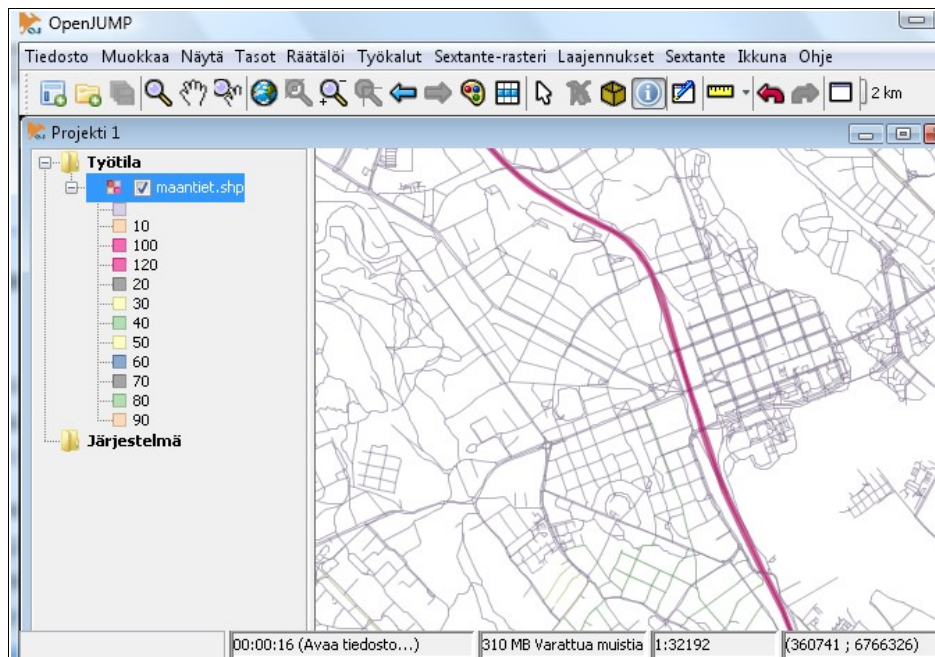 OpenJUMP
Tiedosto Muokkaa Näytä Tasot Räätälöi Työkalut Sextante-rasteri Laajennukset Sextante Ikkuna Ohje
2 km
Projekti 1
Työtila
maantiet.shp
10
100
120
20
30
40
50
60
70
80
90
Järjestelmä
00:00:16 (Avaa tiedosto...) 310 MB Varattua muistia 1:32192 (360741 ; 6766326)